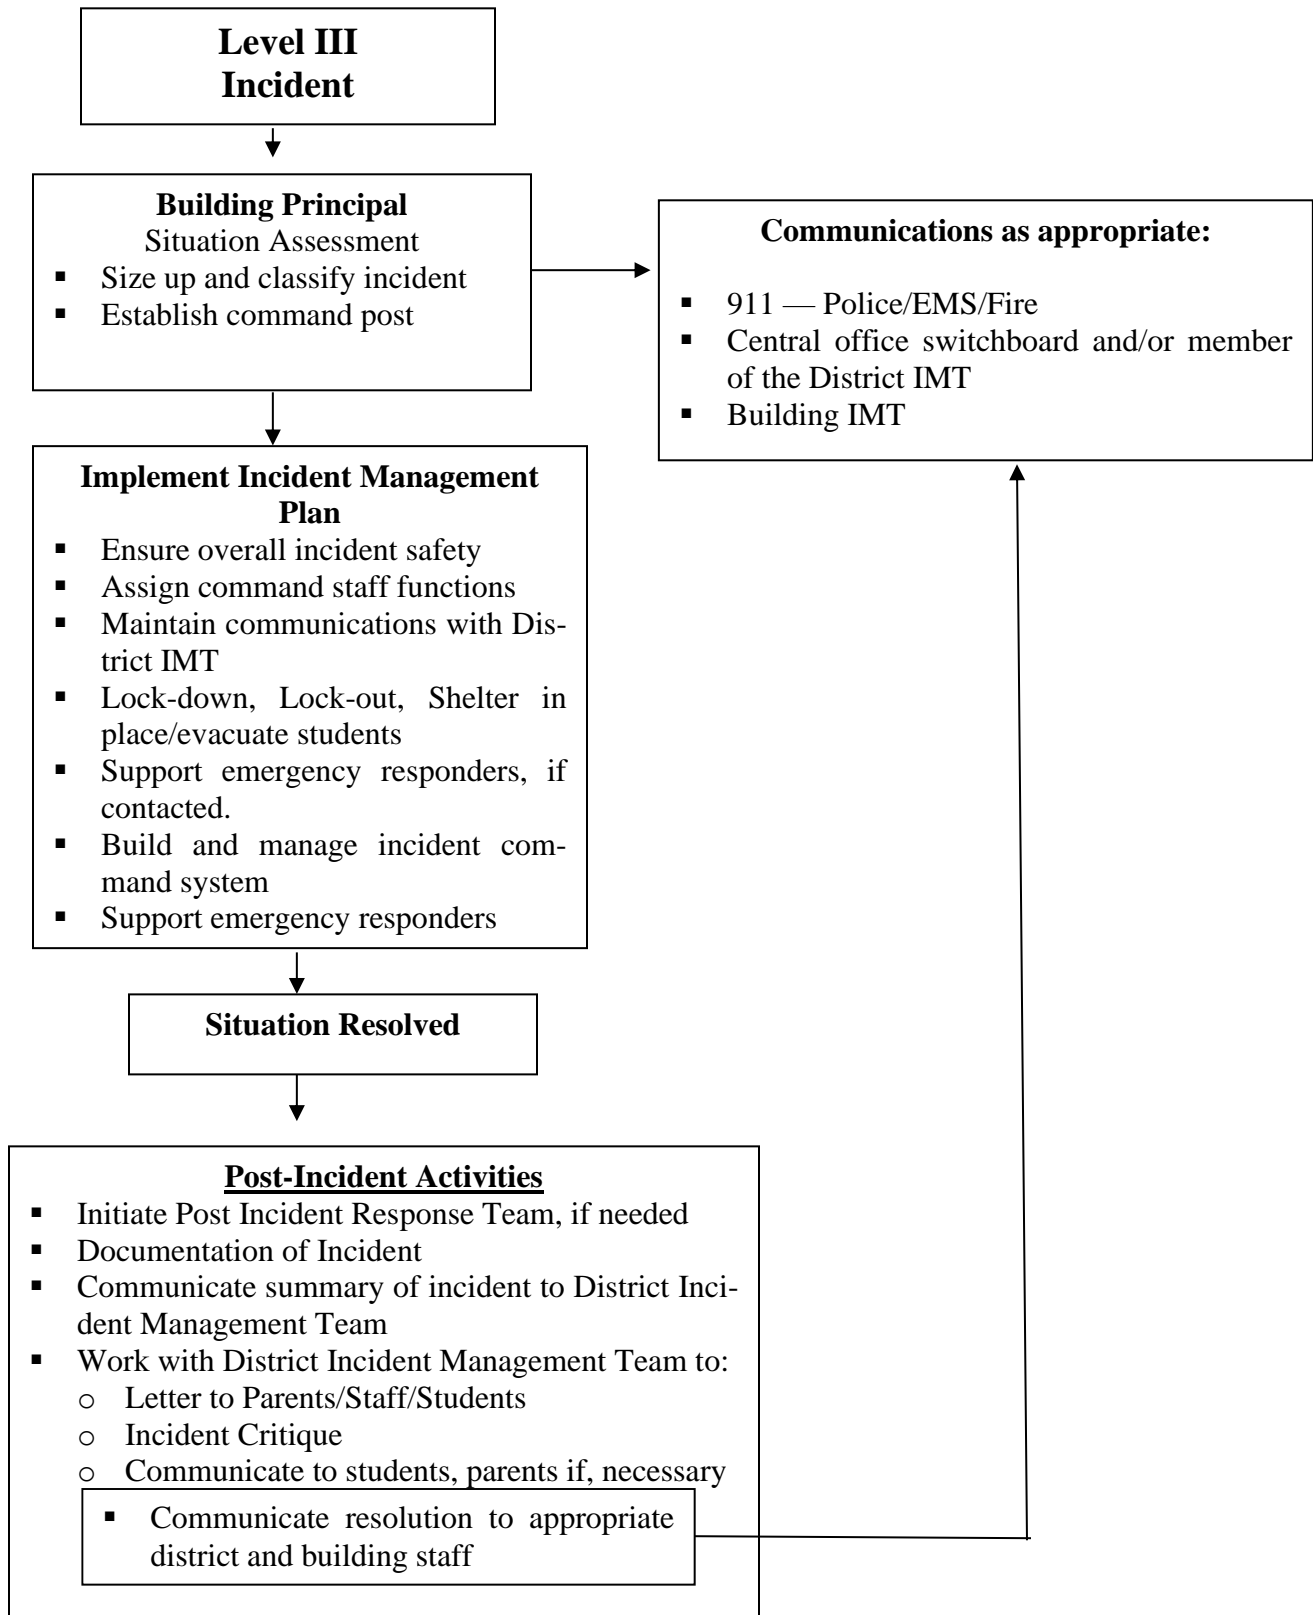 Level III
Incident
Building Principal
Situation Assessment
▪ Size up and classify incident
▪ Establish command post
Communications as appropriate:
▪ 911 — Police/EMS/Fire
▪ Central office switchboard and/or member
of the District IMT
▪ Building IMT
Implement Incident Management
Plan
▪ Ensure overall incident safety
▪ Assign command staff functions
▪ Maintain communications with Dis-
trict IMT
▪ Lock-down, Lock-out, Shelter in
place/evacuate students
▪ Support emergency responders, if
contacted.
▪ Build and manage incident com-
mand system
▪ Support emergency responders
Situation Resolved
Post-Incident Activities
▪ Initiate Post Incident Response Team, if needed
▪ Documentation of Incident
▪ Communicate summary of incident to District Inci-
dent Management Team
▪ Work with District Incident Management Team to:
o Letter to Parents/Staff/Students
o Incident Critique
o Communicate to students, parents if, necessary
▪ Communicate resolution to appropriate
district and building staff